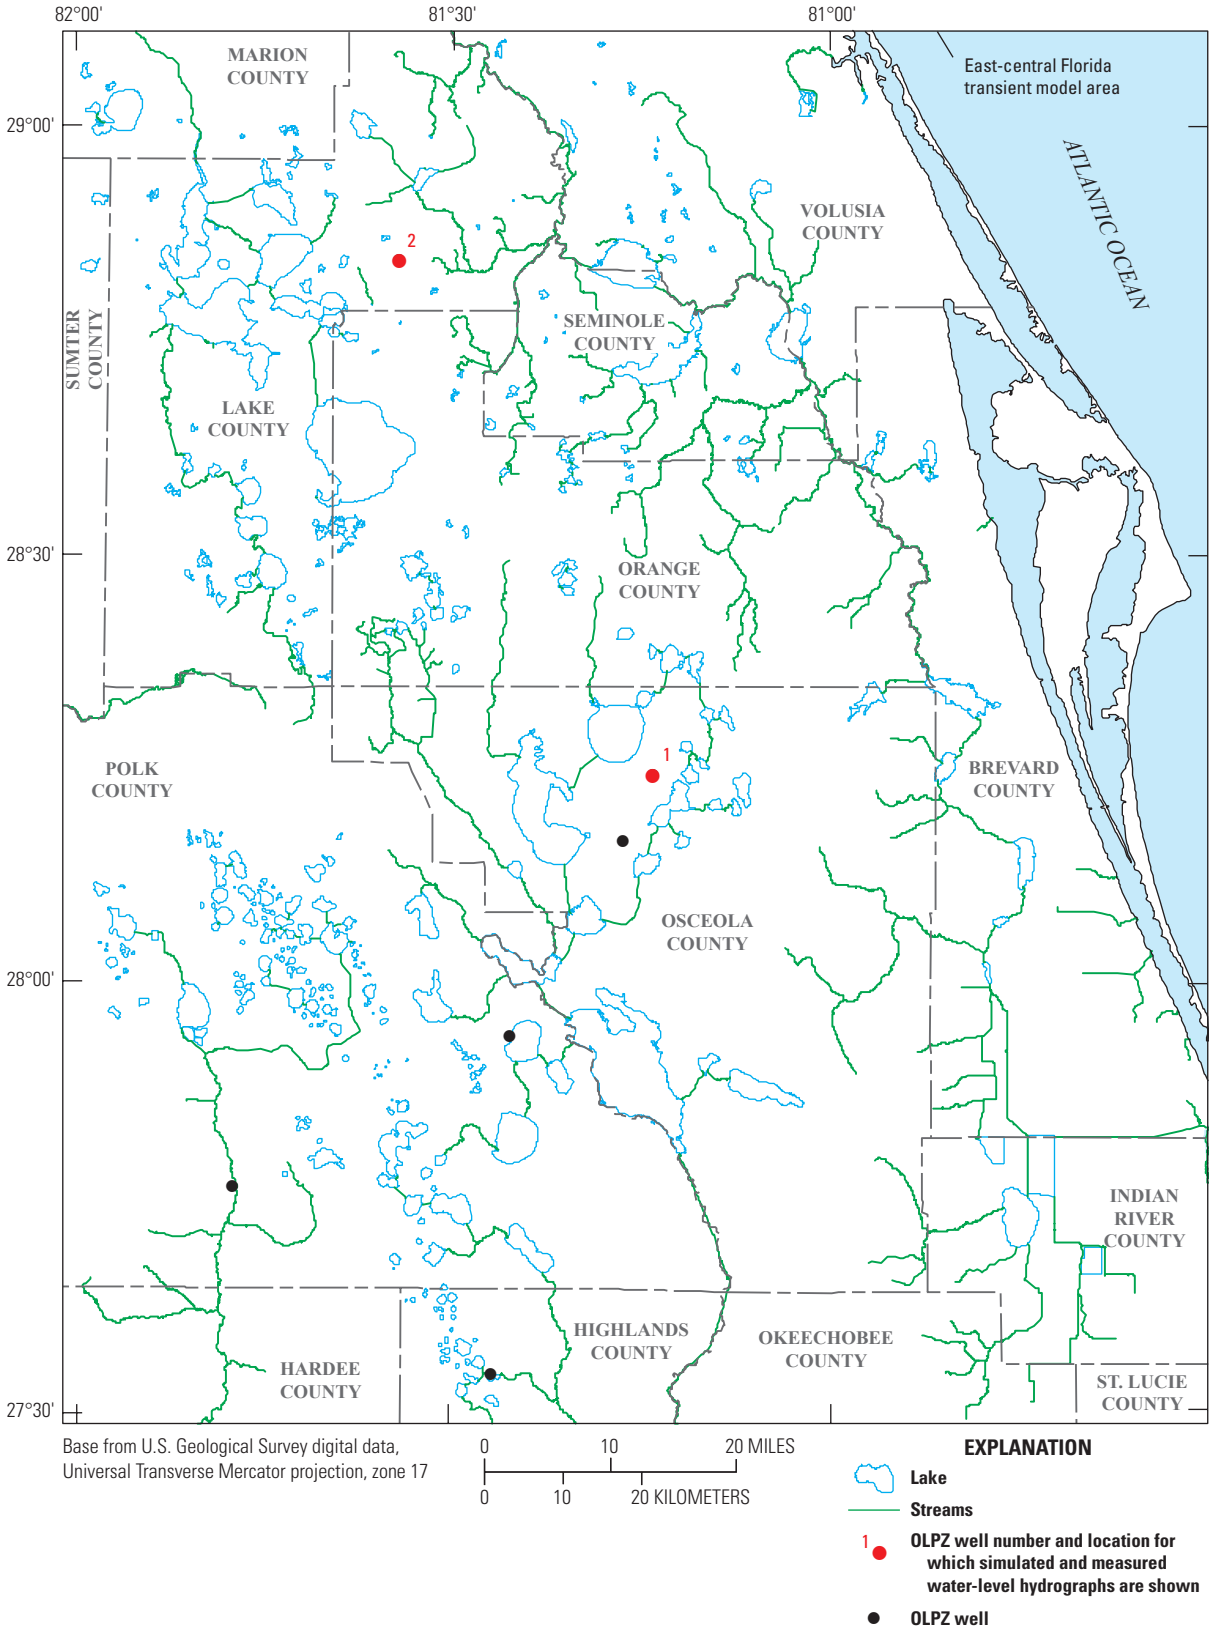 82°00'
81°30'
81°00'
MARION
COUNTY
East-central Florida
transient model area
29°00'
ATLANTIC OCEAN
VOLUSIA
COUNTY
2
SEMINOLE
COUNTY
SUMTER
COUNTY
LAKE
COUNTY
28°30'
ORANGE
COUNTY
1
POLK
COUNTY
BREVARD
COUNTY
OSCEOLA
COUNTY
28°00'
INDIAN
RIVER
COUNTY
HIGHLANDS
COUNTY
OKEECHOBEE
COUNTY
HARDEE
COUNTY
ST. LUCIE
COUNTY
27°30'
Base from U.S. Geological Survey digital data,
Universal Transverse Mercator projection, zone 17
0 10 20 MILES
0 10 20 KILOMETERS
EXPLANATION
Lake
Streams
1 OLPZ well number and location for
which simulated and measured
water-level hydrographs are shown
OLPZ well